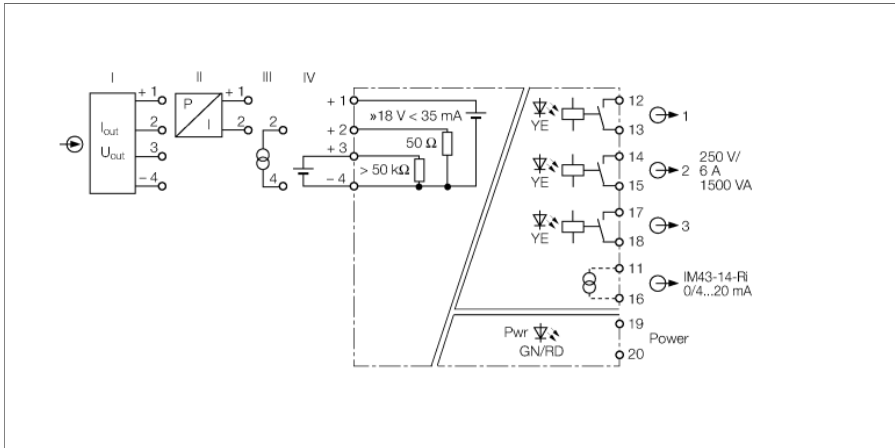 I II III IV
+ 1 + 1
I out 2 P 2 2
U out 3 I
− 4 4
+ 1 »18 V < 35 mA
+ 2
50 Ω
+ 3
> 50 kΩ
− 4
12
YE 13 1
14 250 V/
YE 15 2 6 A
1500 VA
17
YE 18 3
11 IM43-14-Ri
16 0/4...20 mA
19
Pwr Power
GN/RD
20